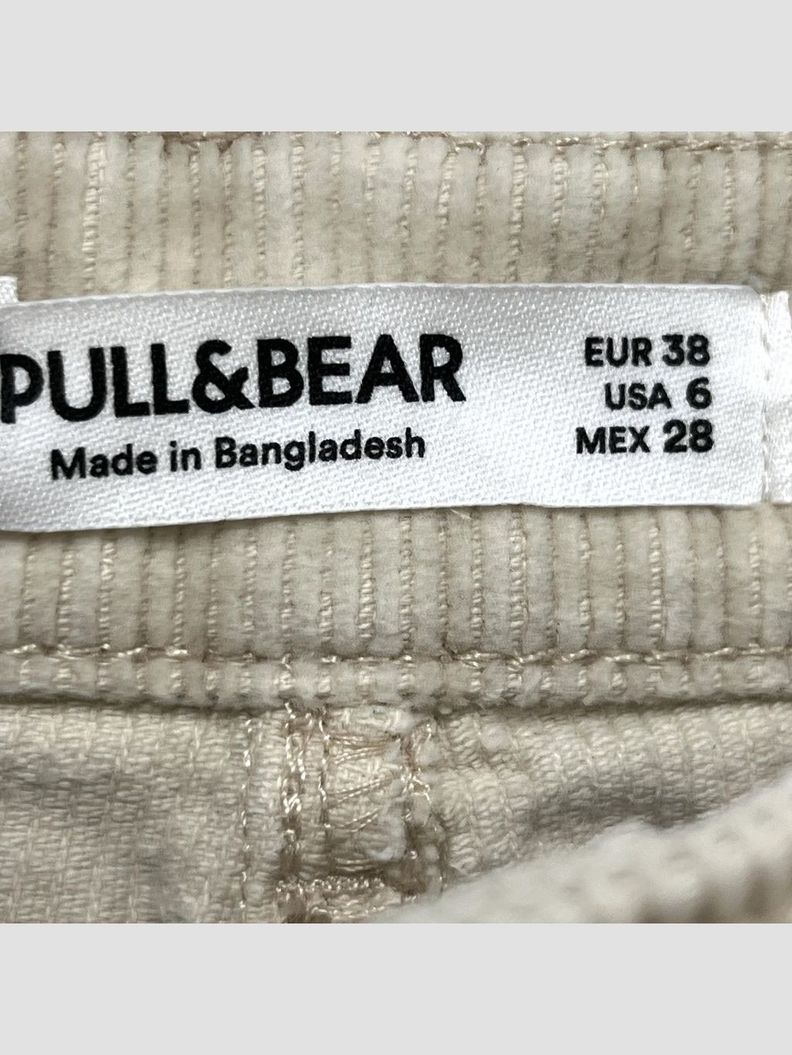 PULL&BEAR
Made in Bangladesh
EUR 38
USA 6
MEX 28